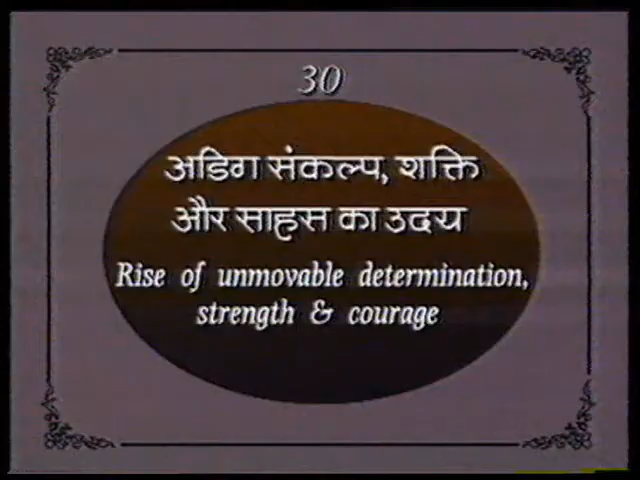 30
अडिग संकल्प, शक्ति
और साहस का उदय
Rise of unmovable determination,
strength & courage